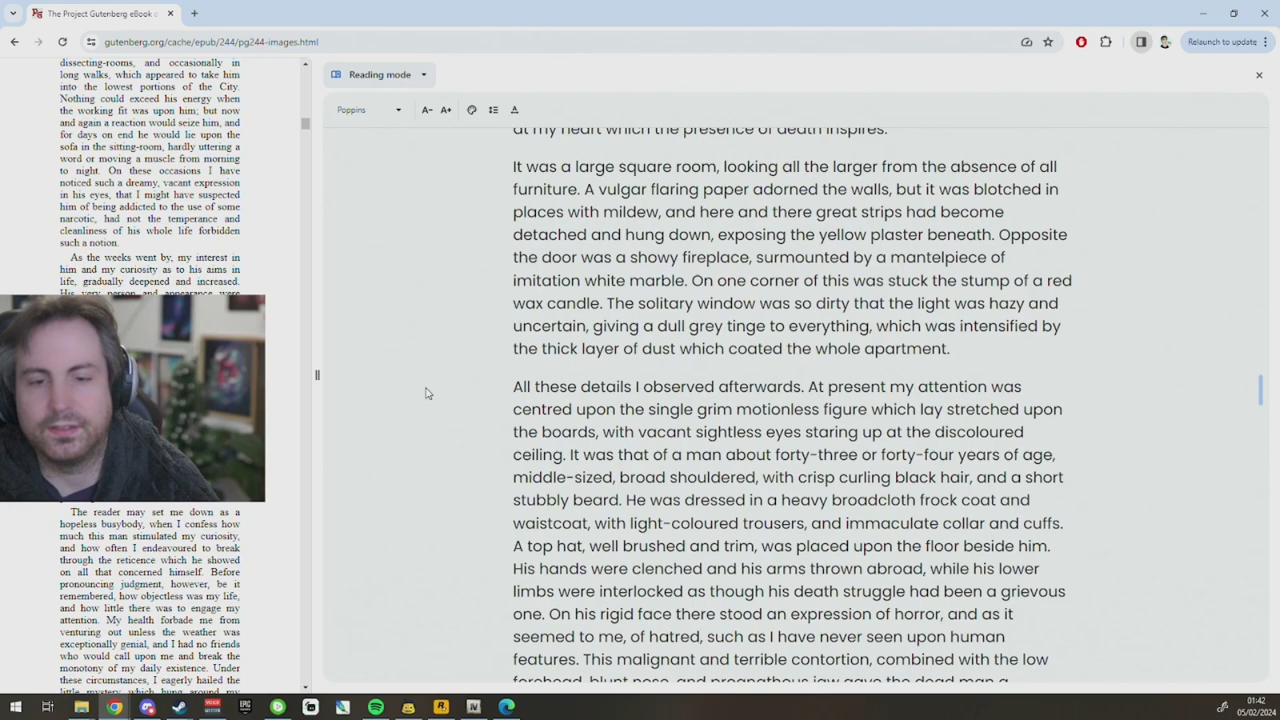 The Project Gutenberg eBook o
gutenberg.org/cache/epub/244/pg244-images.html
Relaunch to update
dissecting-rooms, and occasionally in
long walks, which appeared to take him
into the lowest portions of the City.
Nothing could exceed his energy when
the working fit was upon him; but now
and again a reaction would seize him, and
for days on end he would lie upon the
sofa in the sitting-room, hardly uttering a
word or moving a muscle from morning
to night. On these occasions I have
noticed such a dreamy, vacant expression
in his eyes, that I might have suspected
him of being addicted to the use of some
narcotic, had not the temperance and
cleanliness of his whole life forbidden
such a notion.
As the weeks went by, my interest in
him and my curiosity as to his aims in
life, gradually deepened and increased.
His very person and appearance were
The reader may set me down as a
hopeless busybody, when I confess how
much this man stimulated my curiosity,
and how often I endeavoured to break
through the reticence which he showed
on all that concerned himself. Before
pronouncing judgment, however, be it
remembered, how objectless was my life,
and how little there was to engage my
attention. My health forbade me from
venturing out unless the weather was
exceptionally genial, and I had no friends
who would call upon me and break the
monotony of my daily existence. Under
these circumstances, I eagerly hailed the
little mystery which hung around my
Reading mode
Poppins
A- A+
at my heart which the presence of death inspires.
It was a large square room, looking all the larger from the absence of all
furniture. A vulgar flaring paper adorned the walls, but it was blotched in
places with mildew, and here and there great strips had become
detached and hung down, exposing the yellow plaster beneath. Opposite
the door was a showy fireplace, surmounted by a mantelpiece of
imitation white marble. On one corner of this was stuck the stump of a red
wax candle. The solitary window was so dirty that the light was hazy and
uncertain, giving a dull grey tinge to everything, which was intensified by
the thick layer of dust which coated the whole apartment.
All these details I observed afterwards. At present my attention was
centred upon the single grim motionless figure which lay stretched upon
the boards, with vacant sightless eyes staring up at the discoloured
ceiling. It was that of a man about forty-three or forty-four years of age,
middle-sized, broad shouldered, with crisp curling black hair, and a short
stubbly beard. He was dressed in a heavy broadcloth frock coat and
waistcoat, with light-coloured trousers, and immaculate collar and cuffs.
A top hat, well brushed and trim, was placed upon the floor beside him.
His hands were clenched and his arms thrown abroad, while his lower
limbs were interlocked as though his death struggle had been a grievous
one. On his rigid face there stood an expression of horror, and as it
seemed to me, of hatred, such as I have never seen upon human
features. This malignant and terrible contortion, combined with the low
forehead, blunt nose, and prognathous jaw gave the dead man a
01:42
05/02/2024